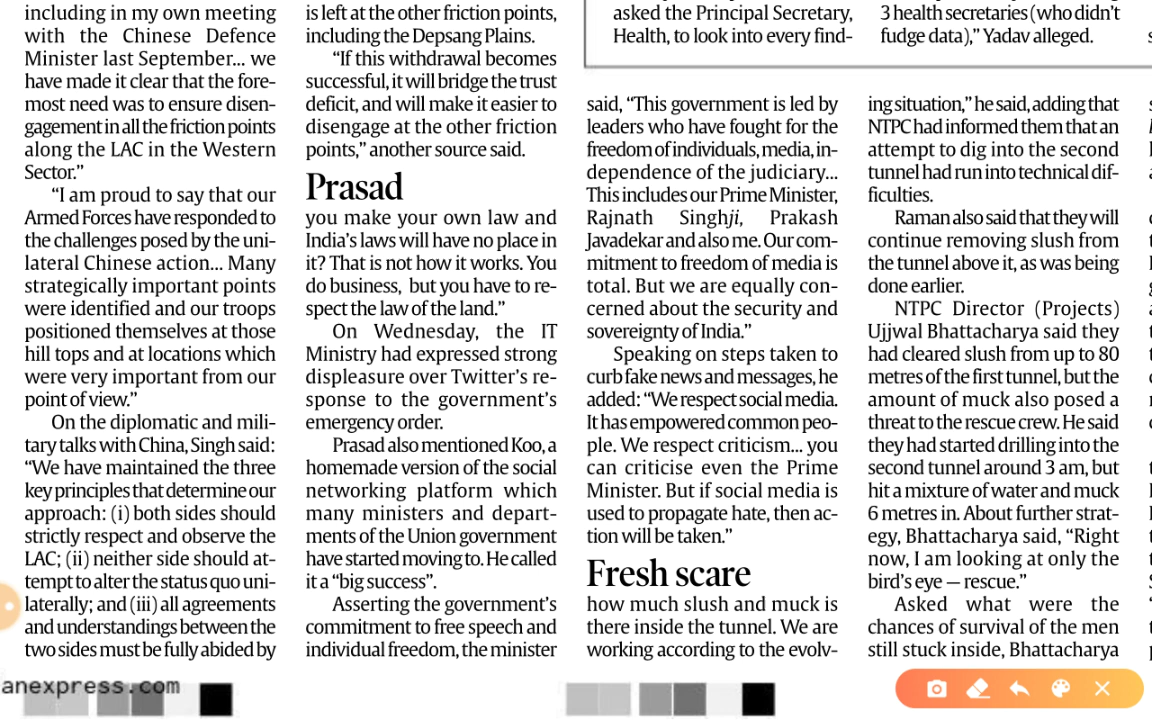 including in my own meeting
with the Chinese Defence
Minister last September... we
have made it clear that the fore-
most need was to ensure disen-
gagement in all the friction points
along the LAC in the Western
Sector.”
“I am proud to say that our
Armed Forces have responded to
the challenges posed by the uni-
lateral Chinese action... Many
strategically important points
were identified and our troops
positioned themselves at those
hill tops and at locations which
were very important from our
point of view.”
On the diplomatic and mili-
tary talks with China, Singh said:
“We have maintained the three
key principles that determine our
approach: (i) both sides should
strictly respect and observe the
LAC; (ii) neither side should at-
tempt to alter the status quo uni-
laterally; and (iii) all agreements
and understandings between the
two sides must be fully abided by
is left at the other friction points,
including the Depsang Plains.
“If this withdrawal becomes
successful, it will bridge the trust
deficit, and will make it easier to
disengage at the other friction
points,” another source said.
Prasad
you make your own law and
India’s laws will have no place in
it? That is not how it works. You
do business, but you have to re-
spect the law of the land.”
On Wednesday, the IT
Ministry had expressed strong
displeasure over Twitter’s re-
sponse to the government’s
emergency order.
Prasad also mentioned Koo, a
homemade version of the social
networking platform which
many ministers and depart-
ments of the Union government
have started moving to. He called
it a “big success”.
Asserting the government’s
commitment to free speech and
individual freedom, the minister
asked the Principal Secretary,
Health, to look into every find-
3 health secretaries (who didn’t
fudge data),” Yadav alleged.
said, “This government is led by
leaders who have fought for the
freedom of individuals, media, in-
dependence of the judiciary...
This includes our Prime Minister,
Rajnath Singhji, Prakash
Javadekar and also me. Our com-
mitment to freedom of media is
total. But we are equally con-
cerned about the security and
sovereignty of India.”
Speaking on steps taken to
curb fake news and messages, he
added: “We respect social media.
It has empowered common peo-
ple. We respect criticism... you
can criticise even the Prime
Minister. But if social media is
used to propagate hate, then ac-
tion will be taken.”
Fresh scare
how much slush and muck is
there inside the tunnel. We are
working according to the evolv-
ing situation,” he said, adding that
NTPC had informed them that an
attempt to dig into the second
tunnel had run into technical dif-
ficulties.
Raman also said that they will
continue removing slush from
the tunnel above it, as was being
done earlier.
NTPC Director (Projects)
Ujjwal Bhattacharya said they
had cleared slush from up to 80
metres of the first tunnel, but the
amount of muck also posed a
threat to the rescue crew. He said
they had started drilling into the
second tunnel around 3 am, but
hit a mixture of water and muck
6 metres in. About further strat-
egy, Bhattacharya said, “Right
now, I am looking at only the
bird’s eye — rescue.”
Asked what were the
chances of survival of the men
still stuck inside, Bhattacharya
anexpress.com